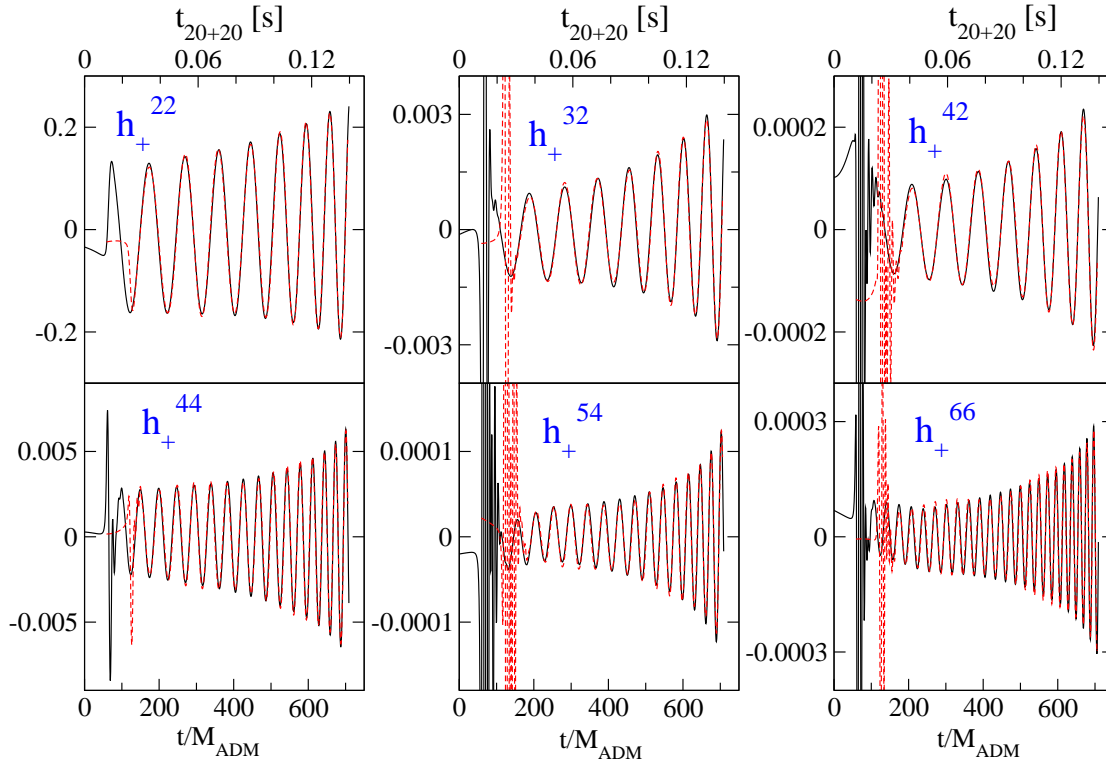 t20+20 [s] t20+20 [s] t20+20 [s]
0 0.06 0.12 0 0.06 0.12 0 0.06 0.12
h+22 h+32 h+42
0.2 0.003 0.0002
0 0 0
-0.2 -0.003 -0.0002
h+44 h+54 h+66
0.005 0.0001 0.0003
0 0 0
-0.005 -0.0001 -0.0003
0 200 400 600 0 200 400 600 0 200 400 600
t/MADM t/MADM t/MADM